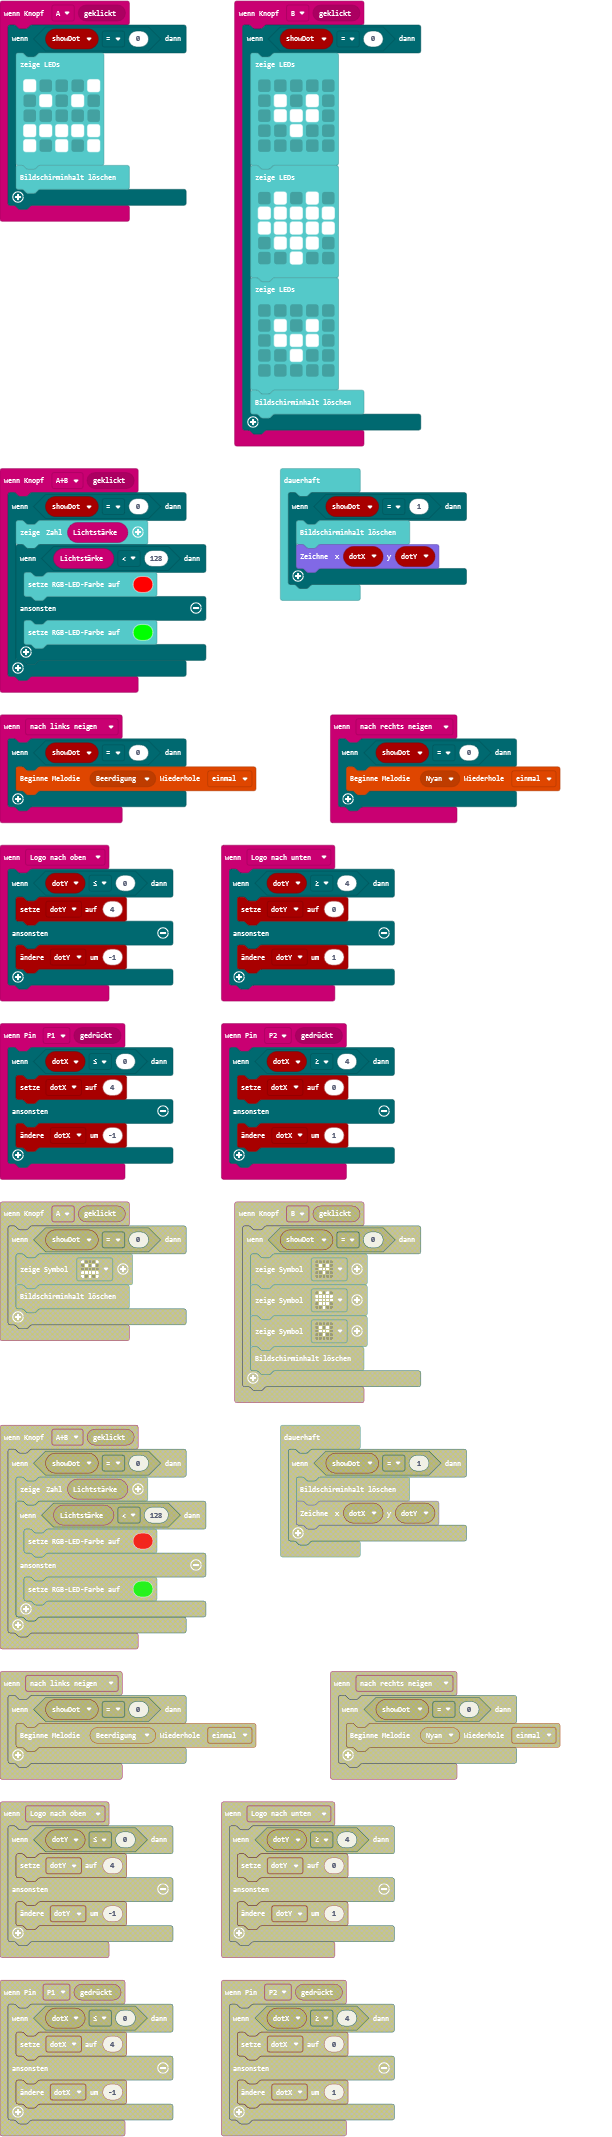 wenn Knopf A geklickt
wenn showDot = 0 dann
zeige LEDs
Bildschirminhalt löschen
wenn Knopf B geklickt
wenn showDot = 0 dann
zeige LEDs
zeige LEDs
zeige LEDs
Bildschirminhalt löschen
wenn Knopf A+B geklickt
wenn showDot = 0 dann
zeige Zahl Lichtstärke
wenn Lichtstärke < 128 dann
setze RGB-LED-Farbe auf
ansonsten
setze RGB-LED-Farbe auf
dauerhaft
wenn showDot = 1 dann
Bildschirminhalt löschen
Zeichne x dotX y dotY
wenn nach links neigen
wenn showDot = 0 dann
Beginne Melodie Beerdigung Wiederhole einmal
wenn nach rechts neigen
wenn showDot = 0 dann
Beginne Melodie Nyan Wiederhole einmal
wenn Logo nach oben
wenn dotY ≤ 0 dann
setze dotY auf 4
ansonsten
ändere dotY um -1
wenn Logo nach unten
wenn dotY ≥ 4 dann
setze dotY auf 0
ansonsten
ändere dotY um 1
wenn Pin P1 gedrückt
wenn dotX ≤ 0 dann
setze dotX auf 4
ansonsten
ändere dotX um -1
wenn Pin P2 gedrückt
wenn dotX ≥ 4 dann
setze dotX auf 0
ansonsten
ändere dotX um 1
wenn Knopf A geklickt
wenn showDot = 0 dann
zeige Symbol
Bildschirminhalt löschen
wenn Knopf B geklickt
wenn showDot = 0 dann
zeige Symbol
zeige Symbol
zeige Symbol
Bildschirminhalt löschen
wenn Knopf A+B geklickt
wenn showDot = 0 dann
zeige Zahl Lichtstärke
wenn Lichtstärke < 128 dann
setze RGB-LED-Farbe auf
ansonsten
setze RGB-LED-Farbe auf
dauerhaft
wenn showDot = 1 dann
Bildschirminhalt löschen
Zeichne x dotX y dotY
wenn nach links neigen
wenn showDot = 0 dann
Beginne Melodie Beerdigung Wiederhole einmal
wenn nach rechts neigen
wenn showDot = 0 dann
Beginne Melodie Nyan Wiederhole einmal
wenn Logo nach oben
wenn dotY ≤ 0 dann
setze dotY auf 4
ansonsten
ändere dotY um -1
wenn Logo nach unten
wenn dotY ≥ 4 dann
setze dotY auf 0
ansonsten
ändere dotY um 1
wenn Pin P1 gedrückt
wenn dotX ≤ 0 dann
setze dotX auf 4
ansonsten
ändere dotX um -1
wenn Pin P2 gedrückt
wenn dotX ≥ 4 dann
setze dotX auf 0
ansonsten
ändere dotX um 1